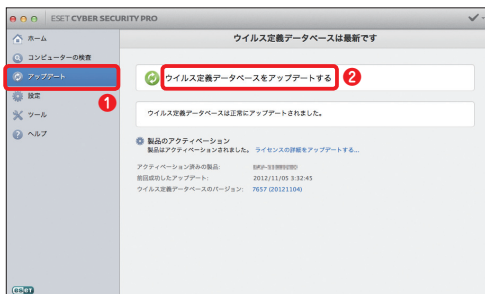 ESET CYBER SECURITY PRO
ウイルス定義データベースは最新です
ホーム
コンピューターの検査
アップデート
設定
ツール
ヘルプ
1
ウイルス定義データベースをアップデートする
2
ウイルス定義データベースは正常にアップデートされました。
製品のアクティベーション
製品はアクティベーションされました。 ライセンスの詳細をアップデートする...
アクティベーション済みの製品:
前回成功したアップデート: 2012/11/05 3:32:45
ウイルス定義データベースのバージョン: 7657 (20121104)
eset